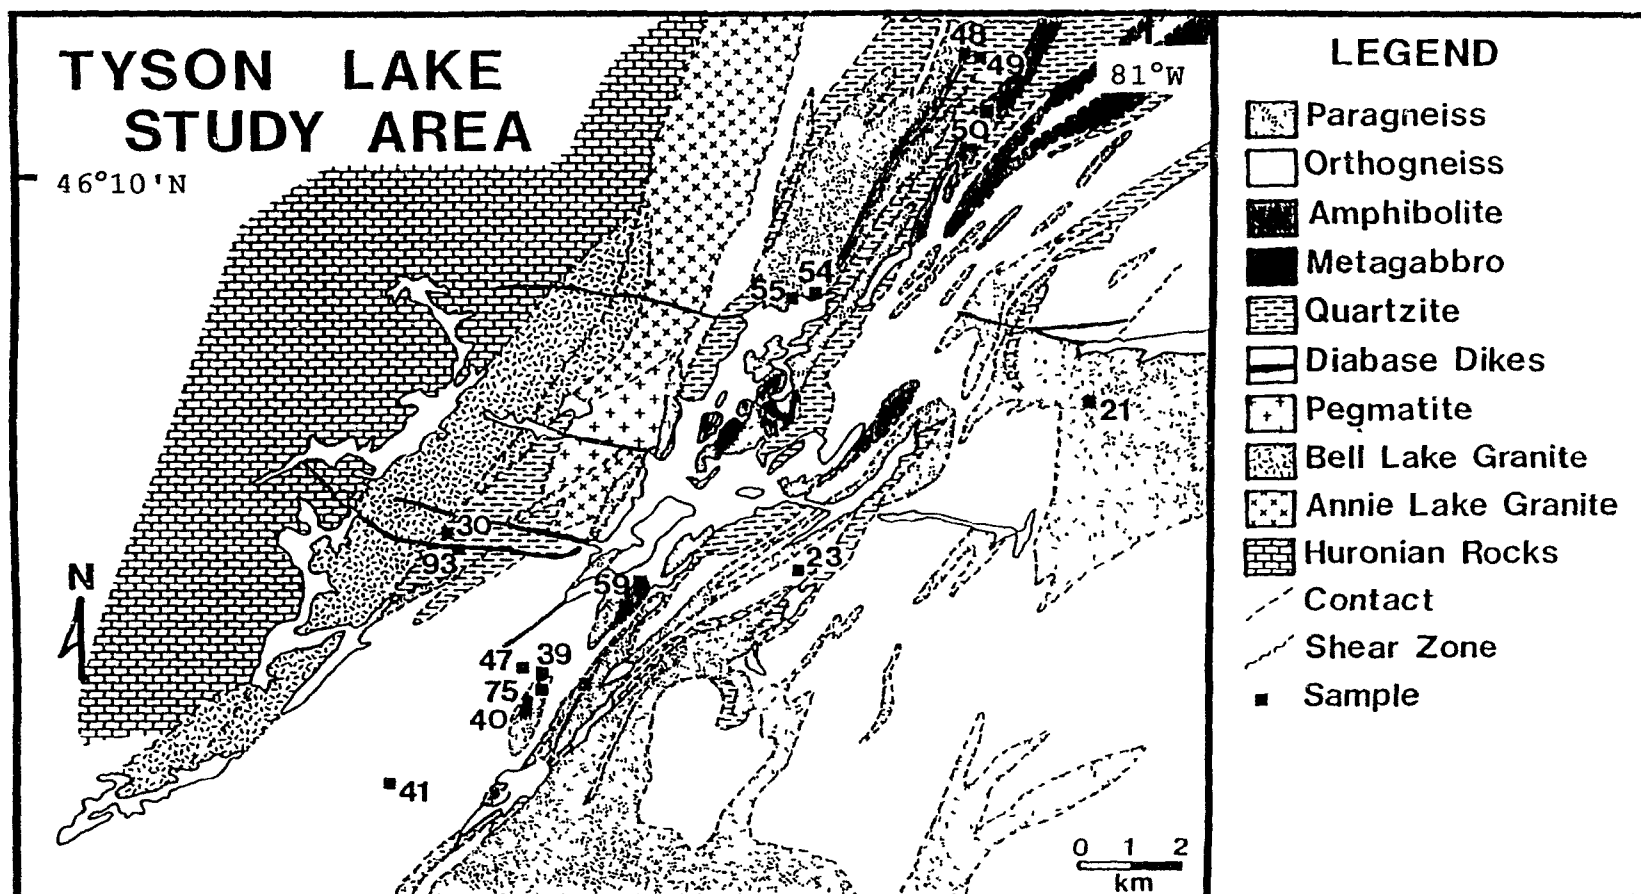 TYSON LAKE
STUDY AREA
46°10'N
81°W
48
49
50
54
55
21
30
93
23
59
47
39
75
40
41
N
0 1 2
km
LEGEND
Paragneiss
Orthogneiss
Amphibolite
Metagabbro
Quartzite
Diabase Dikes
Pegmatite
Bell Lake Granite
Annie Lake Granite
Huronian Rocks
Contact
Shear Zone
Sample